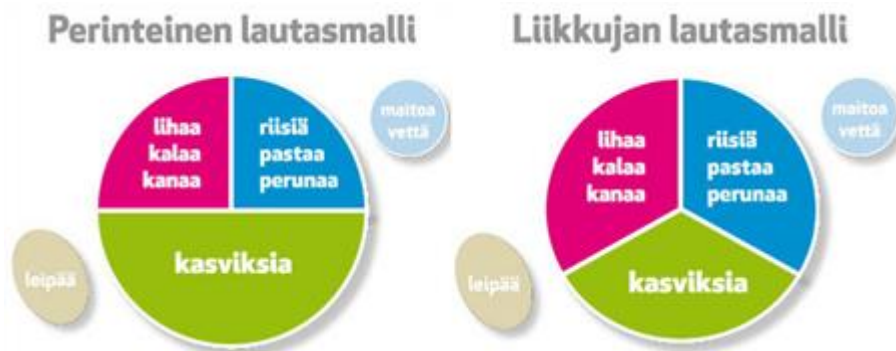 Perinteinen lautasmalli
lihaa
kalaa
kanaa
riisiä
pastaa
perunaa
maitoa
vettä
kasviksia
leipää
Liikkujan lautasmalli
lihaa
kalaa
kanaa
riisiä
pastaa
perunaa
maitoa
vettä
kasviksia
leipää